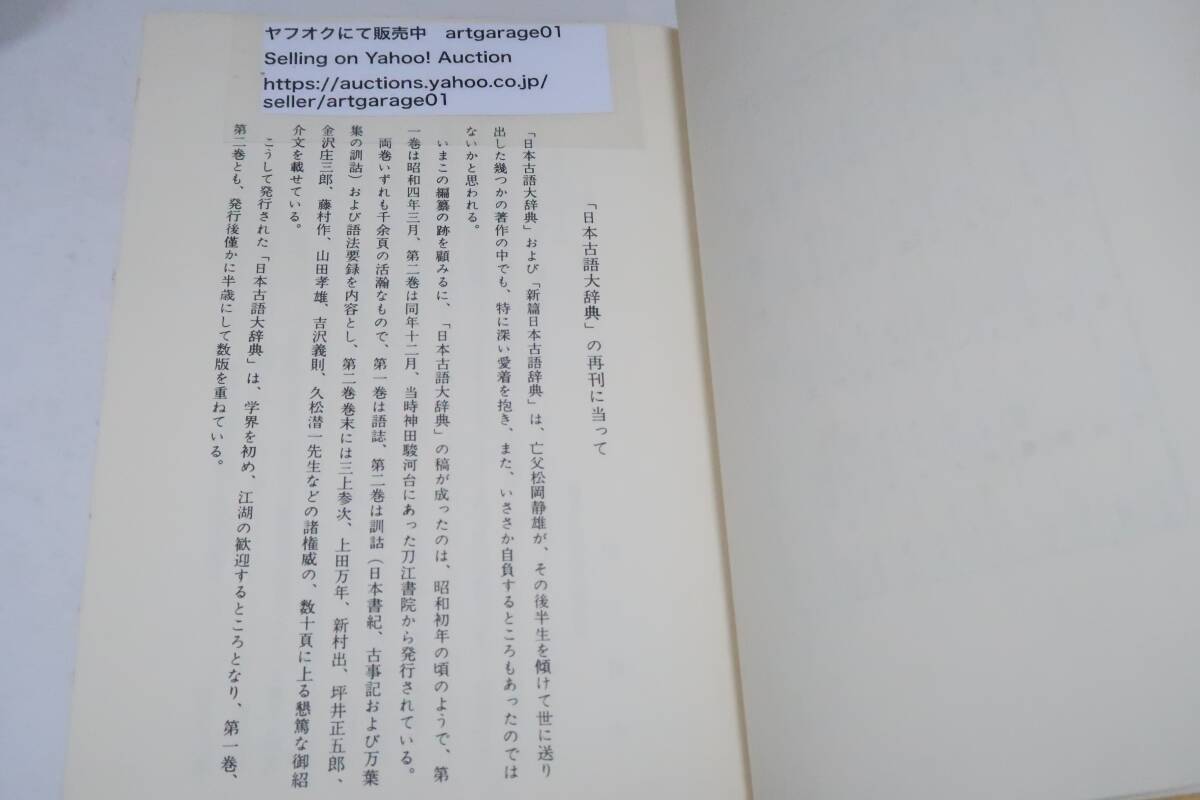 ヤフオクにて販売中 artgarage01
Selling on Yahoo! Auction
https://auctions.yahoo.co.jp/
seller/artgarage01
「日本古語大辞典」の再刊に当って
「日本古語大辞典」および「新篇日本古語辞典」は、亡父松岡静雄が、その後半生を傾けて世に送り
出した幾つかの著作の中でも、特に深い愛着を抱き、また、いささか自負するところもあったのでは
ないかと思われる。
いまこの編纂の跡を顧みるに、「日本古語大辞典」の稿が成ったのは、昭和初年の頃のようで、第
一巻は昭和四年三月、第二巻は同年十二月、当時神田駿河台にあった刀江書院から発行されている。
両巻いずれも千余頁の活瀚なもので、第一巻は語誌、第二巻は訓詁（日本書紀、古事記および万葉
集の訓詁）および語法要録を内容とし、第二巻巻末には三上参次、上田万年、新村出、坪井正五郎、
金沢庄三郎、藤村作、山田孝雄、吉沢義則、久松潜一先生などの諸権威の、数十頁に上る懇篤な御紹
介文を載せている。
こうして発行された「日本古語大辞典」は、学界を初め、江湖の歓迎するところとなり、第一巻、
第二巻とも、発行後僅かに半歳にして数版を重ねている。